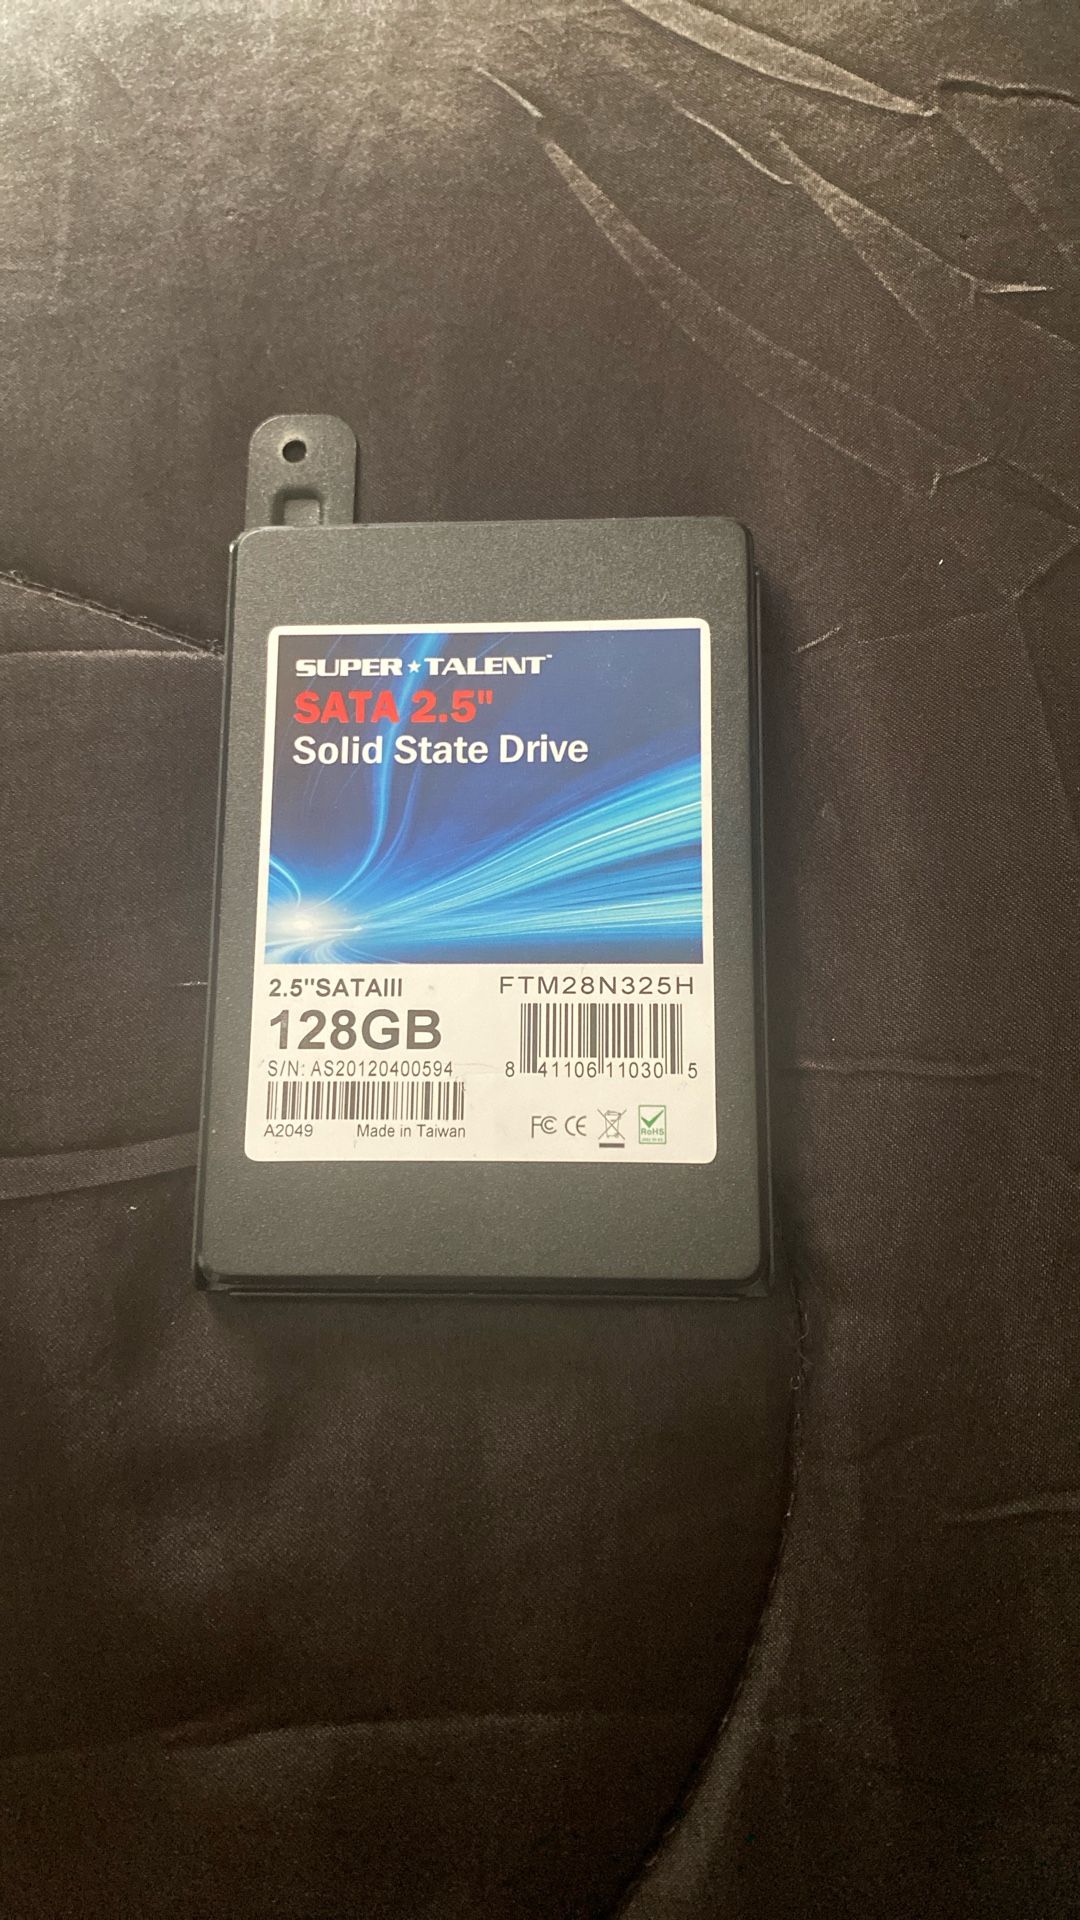 SUPER★TALENT™
SATA 2.5"
Solid State Drive
2.5"SATAIII
FTM28N325H
128GB
S/N: AS20120400594
8 41106 11030 5
A2049 Made in Taiwan
FC CE
RoHS